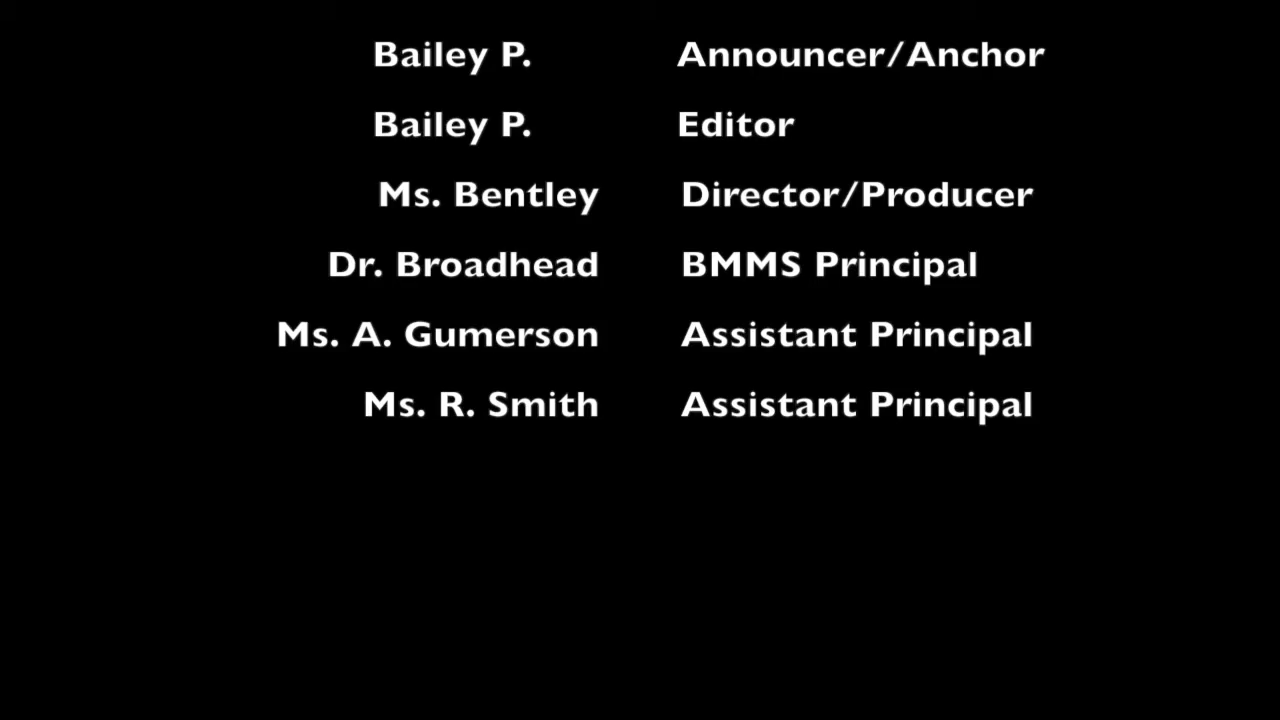 Bailey P. Announcer/Anchor
Bailey P. Editor
Ms. Bentley Director/Producer
Dr. Broadhead BMMS Principal
Ms. A. Gumerson Assistant Principal
Ms. R. Smith Assistant Principal